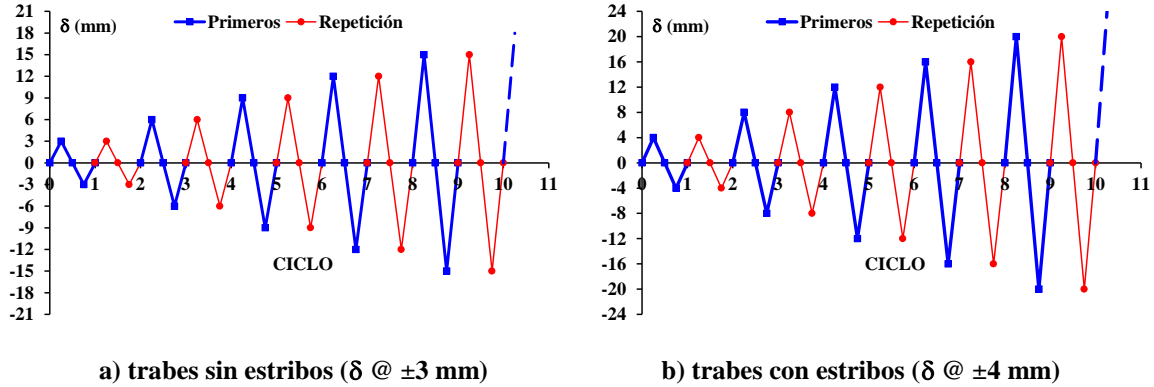 δ (mm)
Primeros
Repetición
21
18
15
12
9
6
3
0
-3
-6
-9
-12
-15
-18
-21
0 1 2 3 4 5 6 7 8 9 10 11
CICLO
a) trabes sin estribos (δ @ ±3 mm)
δ (mm)
Primeros
Repetición
24
20
16
12
8
4
0
-4
-8
-12
-16
-20
-24
0 1 2 3 4 5 6 7 8 9 10 11
CICLO
b) trabes con estribos (δ @ ±4 mm)